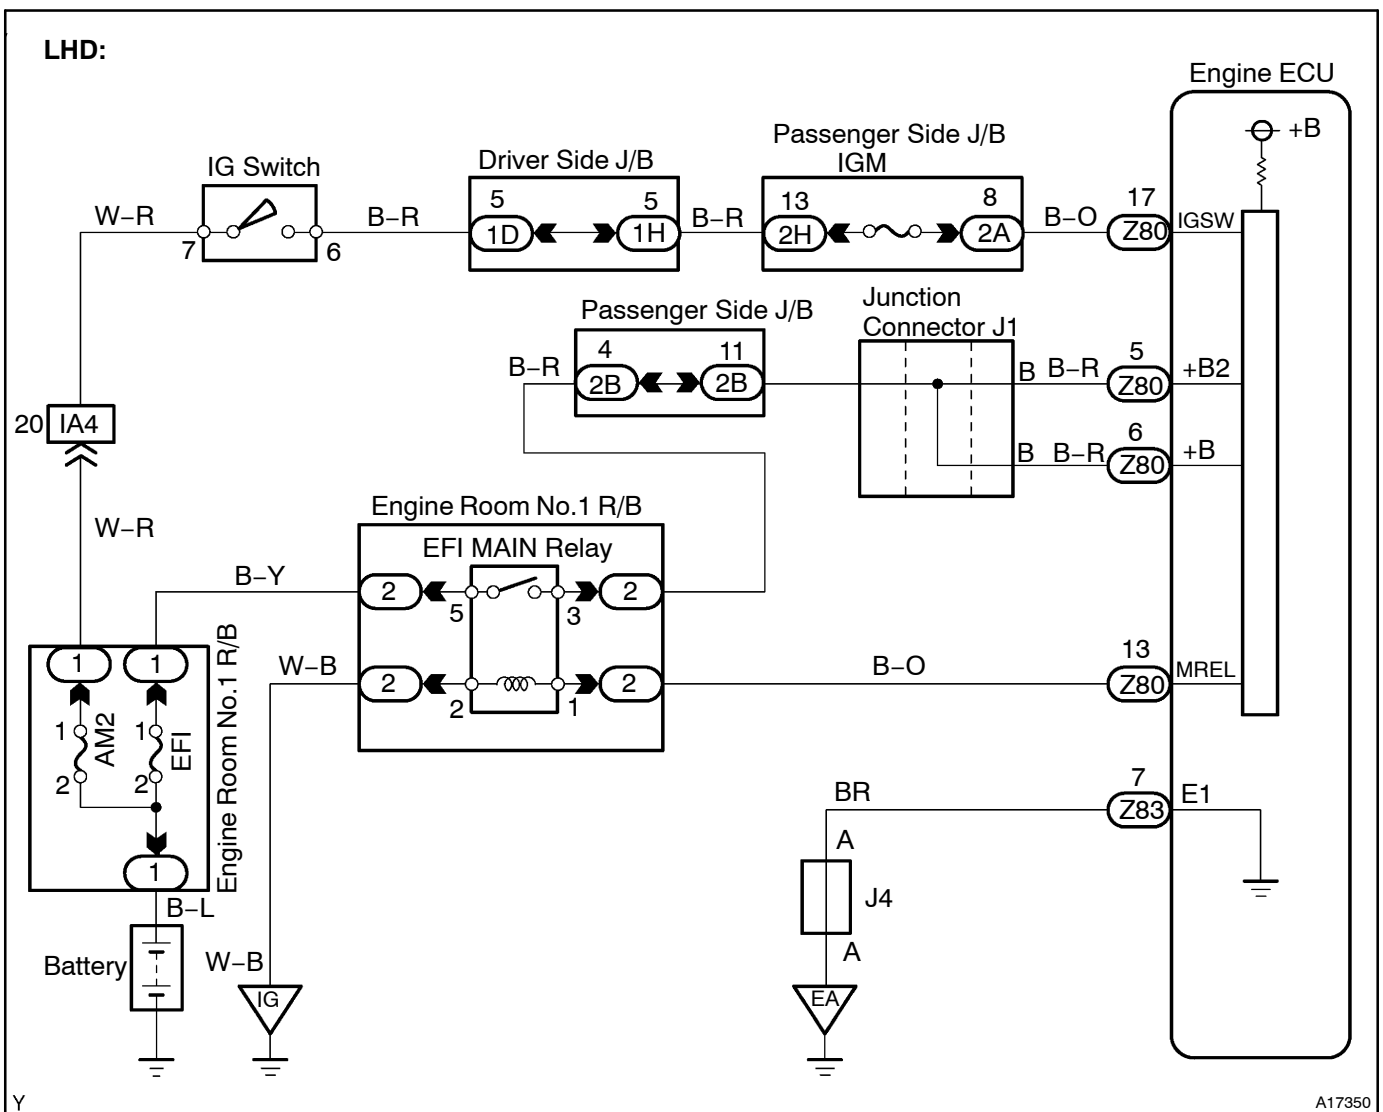 LHD:
Engine ECU
+B
Passenger Side J/B
IGM
Driver Side J/B
IG Switch
W–R
7
6
B–R
5
1D
5
1H
B–R
13
2H
8
2A
B–O
17
Z80
IGSW
Passenger Side J/B
Junction
Connector J1
B–R
4
2B
11
2B
B
B–R
5
Z80
+B2
20
IA4
B
B–R
6
Z80
+B
W–R
Engine Room No.1 R/B
EFI MAIN Relay
B–Y
2
5
3
2
W–B
2
2
1
2
B–O
13
Z80
MREL
Engine Room No.1 R/B
1
1
1
AM2
2
1
EFI
2
1
B–L
Battery
W–B
IG
BR
7
Z83
E1
A
J4
A
EA
Y
A17350